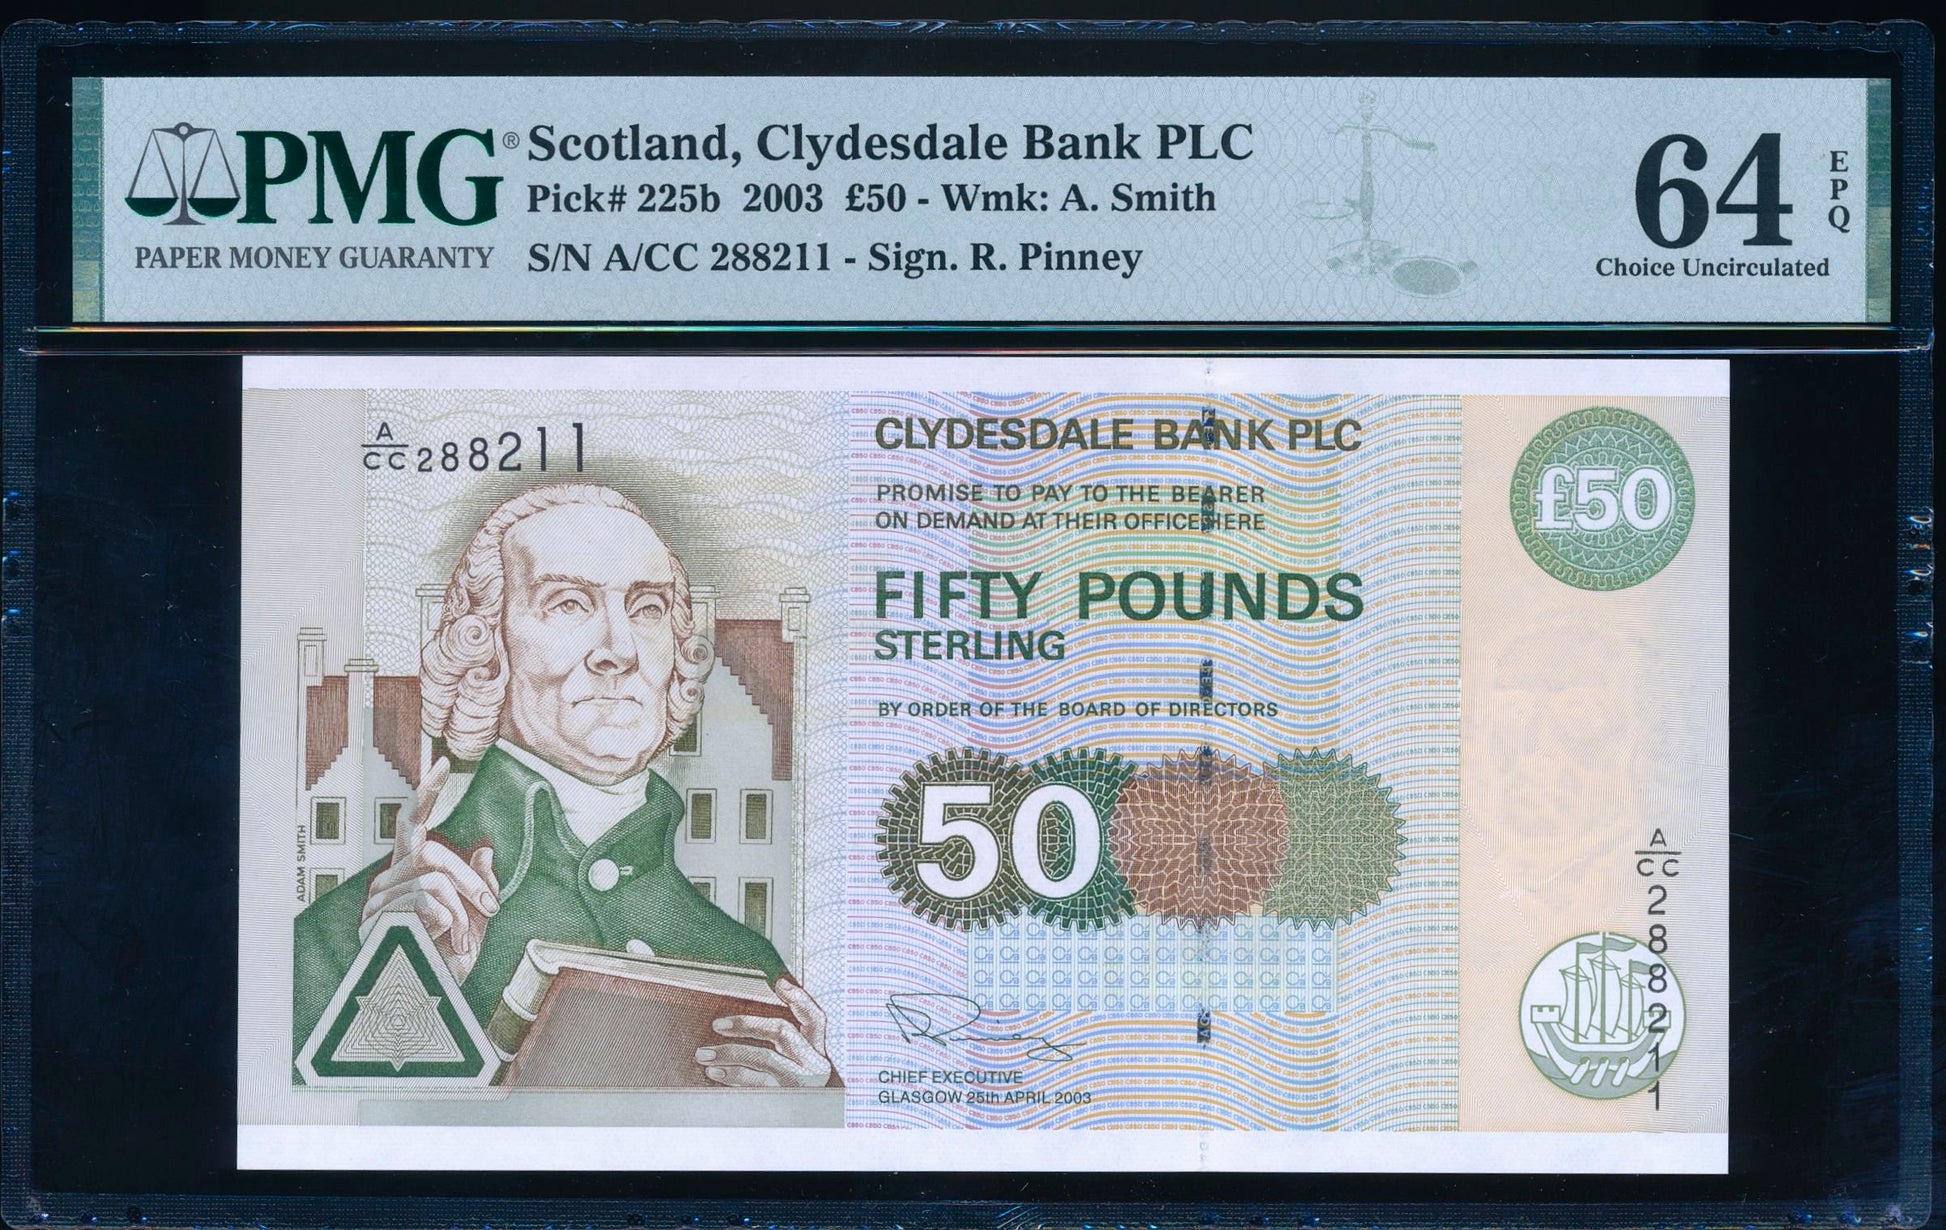 PMG®
PAPER MONEY GUARANTY
Scotland, Clydesdale Bank PLC
Pick# 225b 2003 £50 - Wmk: A. Smith
S/N A/CC 288211 - Sign. R. Pinney
64
EPQ
Choice Uncirculated
A/CC 288211
CLYDESDALE BANK PLC
PROMISE TO PAY TO THE BEARER
ON DEMAND AT THEIR OFFICE HERE
FIFTY POUNDS
STERLING
BY ORDER OF THE BOARD OF DIRECTORS
50
CHIEF EXECUTIVE
GLASGOW 25th APRIL 2003
ADAM SMITH
£50
A/CC 288211